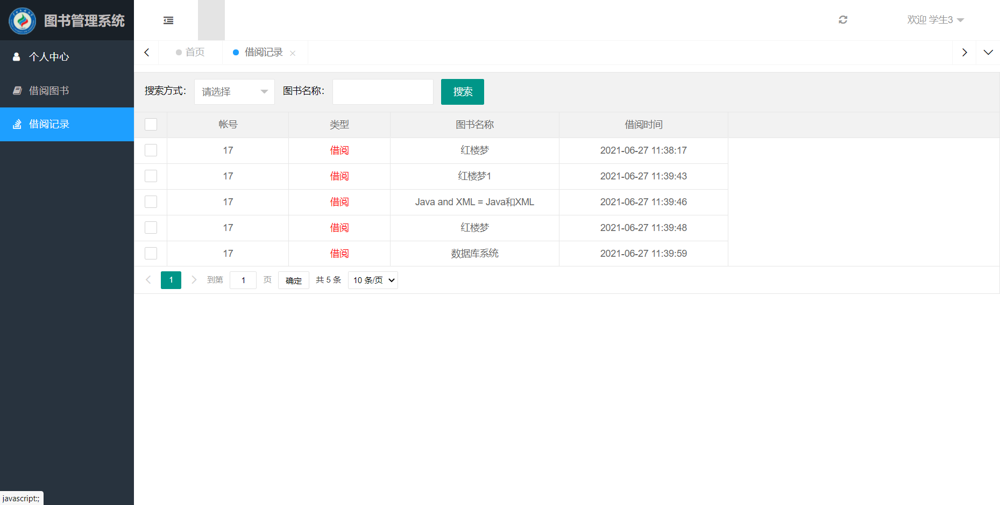 图书管理系统
欢迎 学生3
个人中心
借阅图书
借阅记录
首页
借阅记录
搜索方式：
请选择
图书名称：
搜索
帐号 类型 图书名称 借阅时间
17 借阅 红楼梦 2021-06-27 11:38:17
17 借阅 红楼梦1 2021-06-27 11:39:43
17 借阅 Java and XML = Java和XML 2021-06-27 11:39:46
17 借阅 红楼梦 2021-06-27 11:39:48
17 借阅 数据库系统 2021-06-27 11:39:59
1 到第 1 页 确定 共 5 条 10 条/页
javascript:;